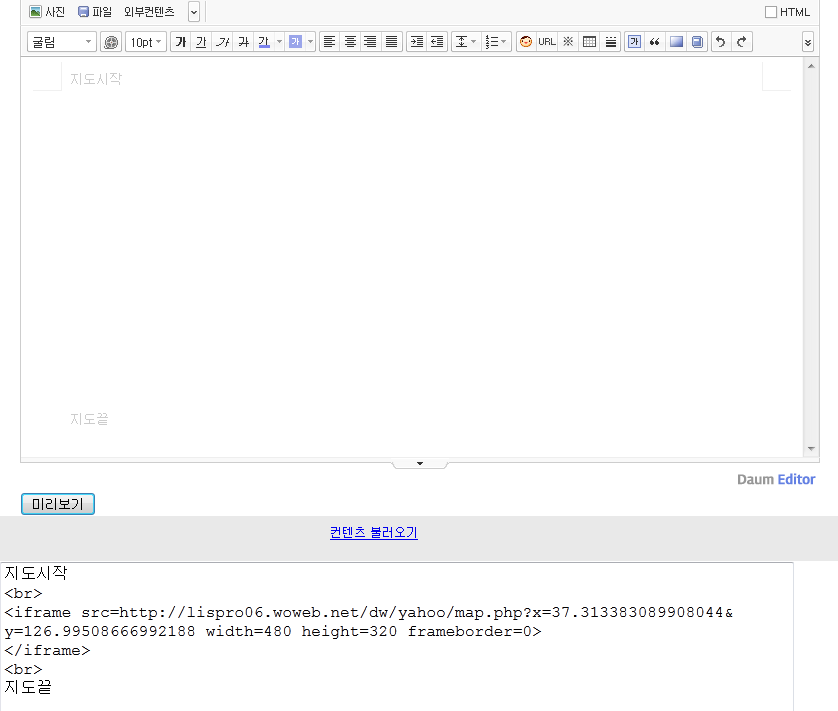 사진 파일 외부컨텐츠 HTML
굴림 10pt 가 가 가 가 가 가 URL ※ 가
지도시작
지도끝
Daum Editor
미리보기
컨텐츠 불러오기
지도시작
<br>
<iframe src=http://lispro06.woweb.net/dw/yahoo/map.php?x=37.313383089908044&
y=126.99508666992188 width=480 height=320 frameborder=0>
</iframe>
<br>
지도끝